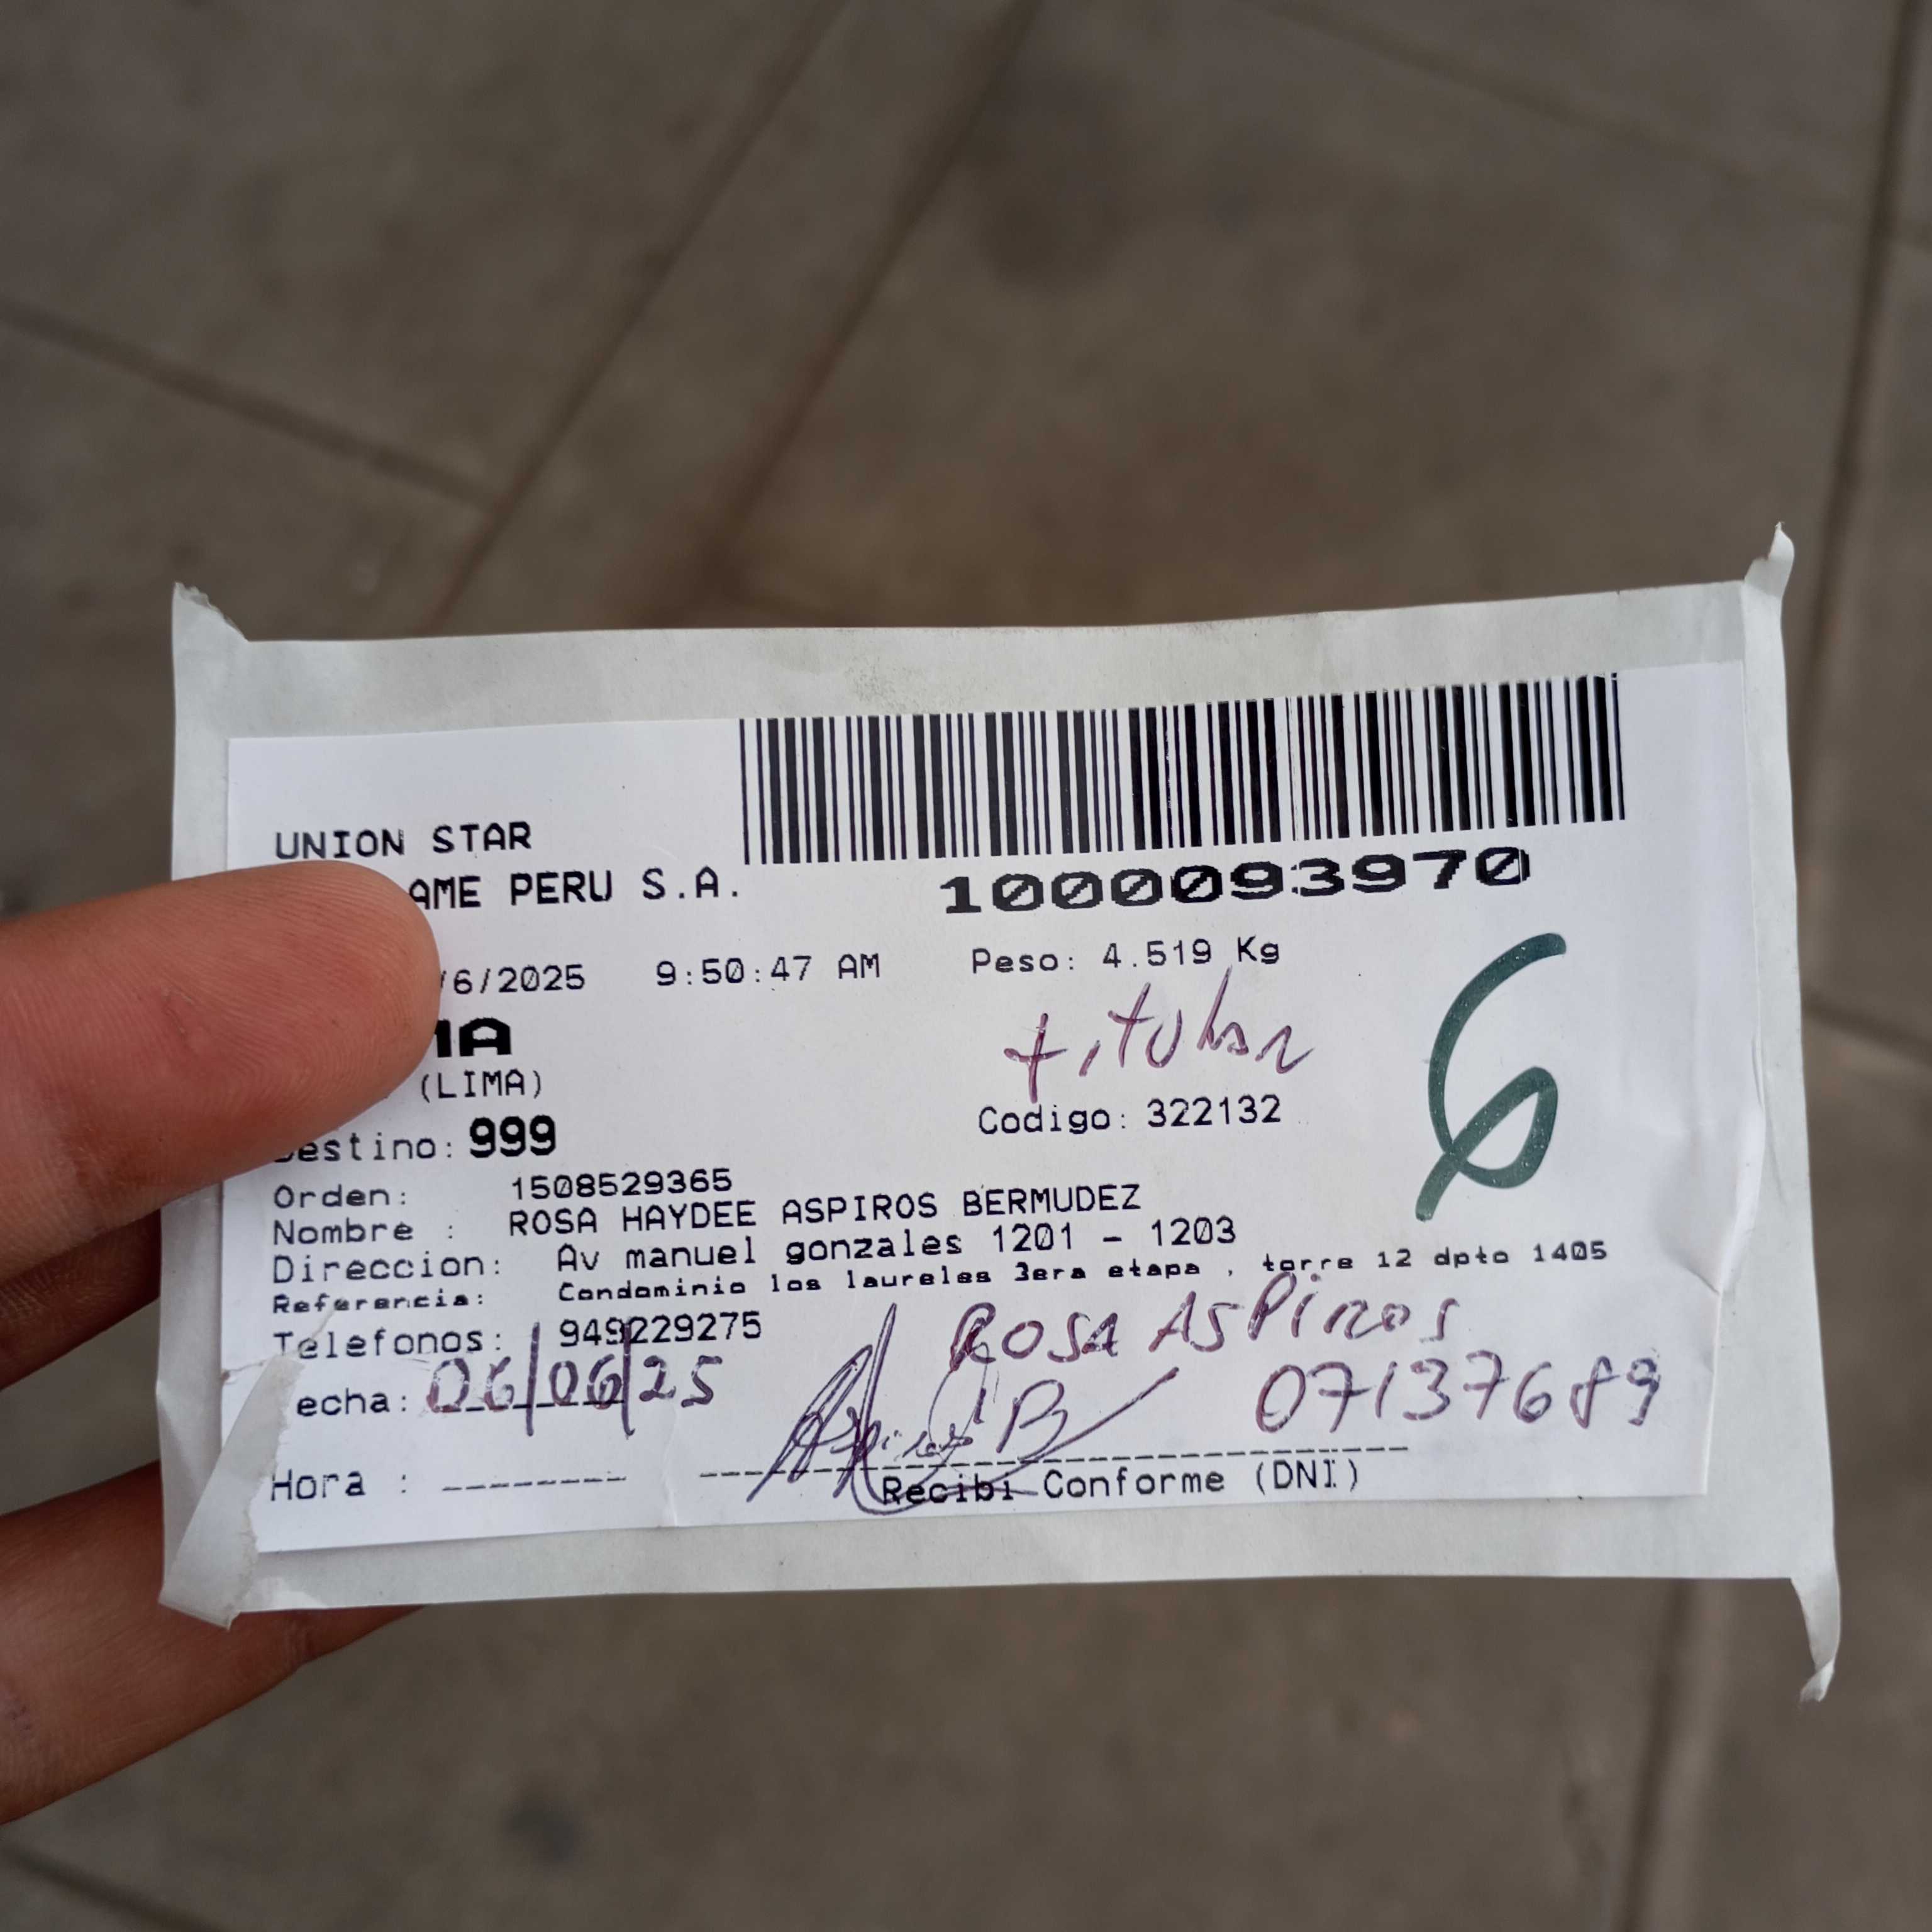 UNION STAR
AME PERU S.A.
1000093970
/6/2025 9:50:47 AM Peso: 4.519 Kg
titular
6
(LIMA)
Codigo: 322132
estino: 999
Orden: 1508529365
Nombre : ROSA HAYDEE ASPIROS BERMUDEZ
Direccion: Av manuel gonzales 1201 - 1203
Referencia: Condominio los laureles 3era etapa , torre 12 dpto 1405
Telefonos: 949229275
ROSA ASPIROS
echa: 06/06/25
Aspiros B 07137689
Hora : --------
Recibi Conforme (DNI)